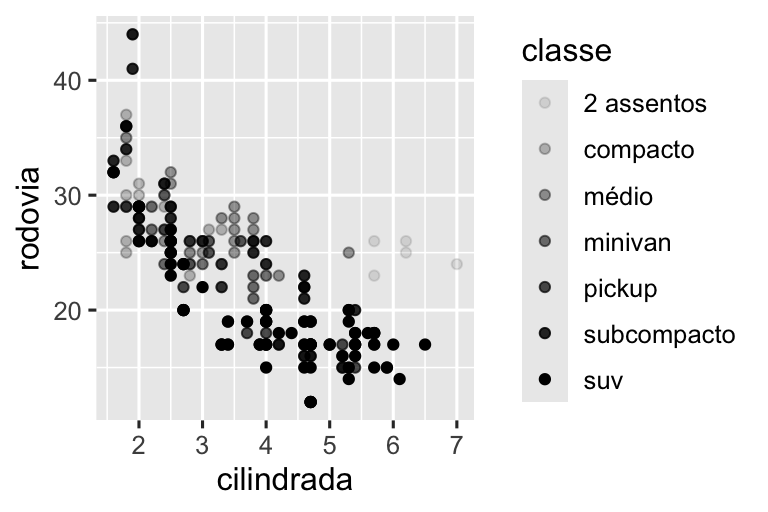 classe
2 assentos
compacto
médio
minivan
pickup
subcompacto
suv
rodovia
40
30
20
2 3 4 5 6 7
cilindrada